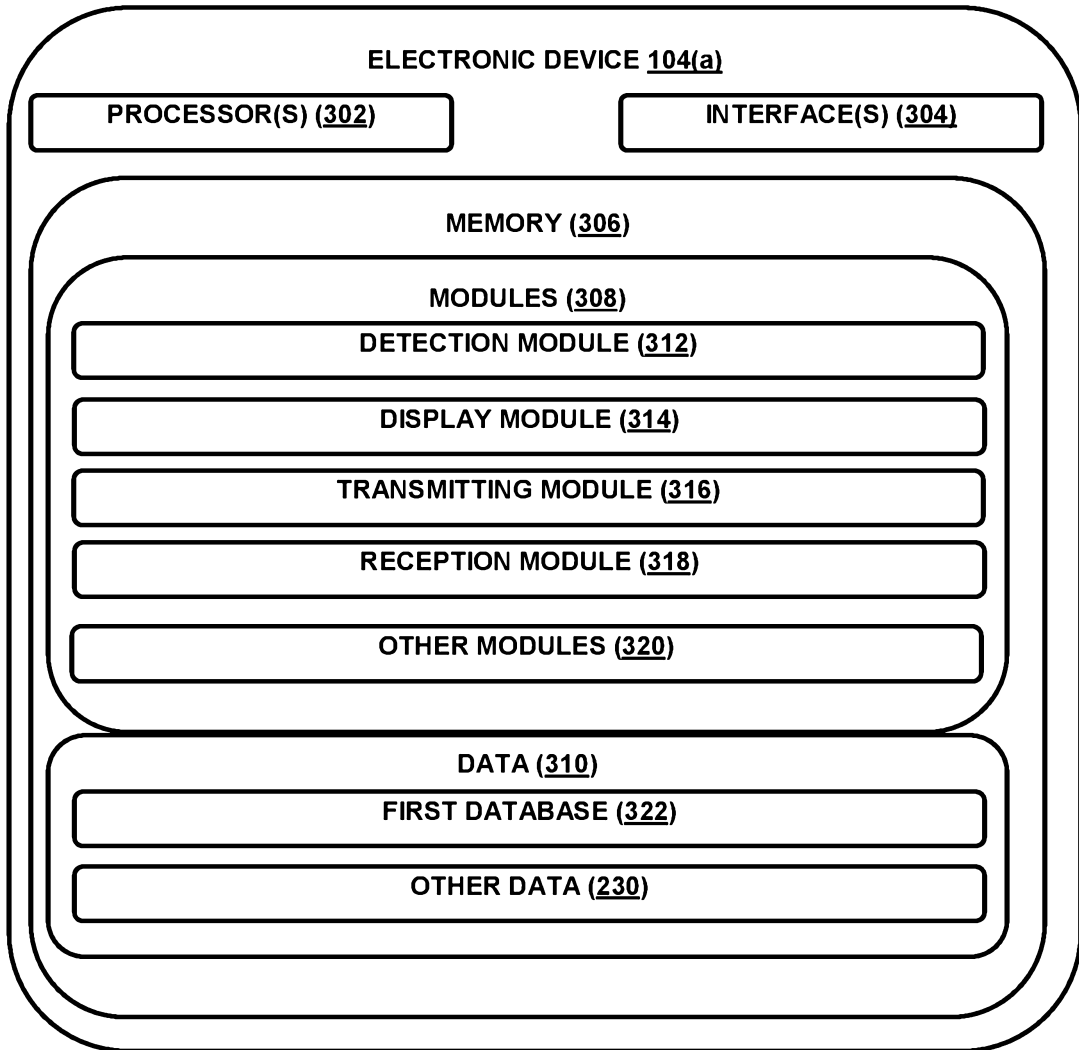 ELECTRONIC DEVICE 104(a)
PROCESSOR(S) (302)
INTERFACE(S) (304)
MEMORY (306)
MODULES (308)
DETECTION MODULE (312)
DISPLAY MODULE (314)
TRANSMITTING MODULE (316)
RECEPTION MODULE (318)
OTHER MODULES (320)
DATA (310)
FIRST DATABASE (322)
OTHER DATA (230)